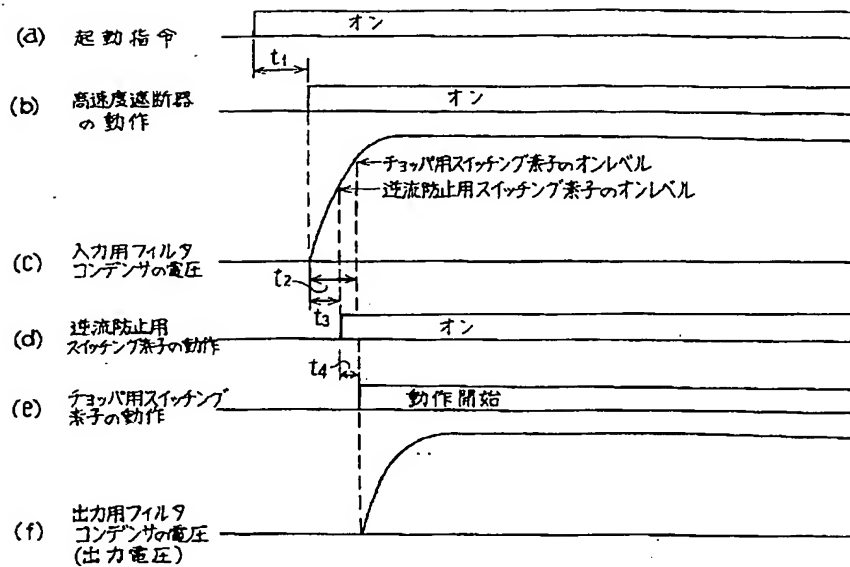 (a) 起動指令
オン
t1
(b) 高速度遮断器
の動作
オン
チョッパ用スイッチング素子のオンレベル
逆流防止用スイッチング素子のオンレベル
(c) 入力用フィルタ
コンデンサの電圧
t2
t3
(d) 逆流防止用
スイッチング素子の動作
オン
t4
(e) チョッパ用スイッチング
素子の動作
動作開始
(f) 出力用フィルタ
コンデンサの電圧
(出力電圧)